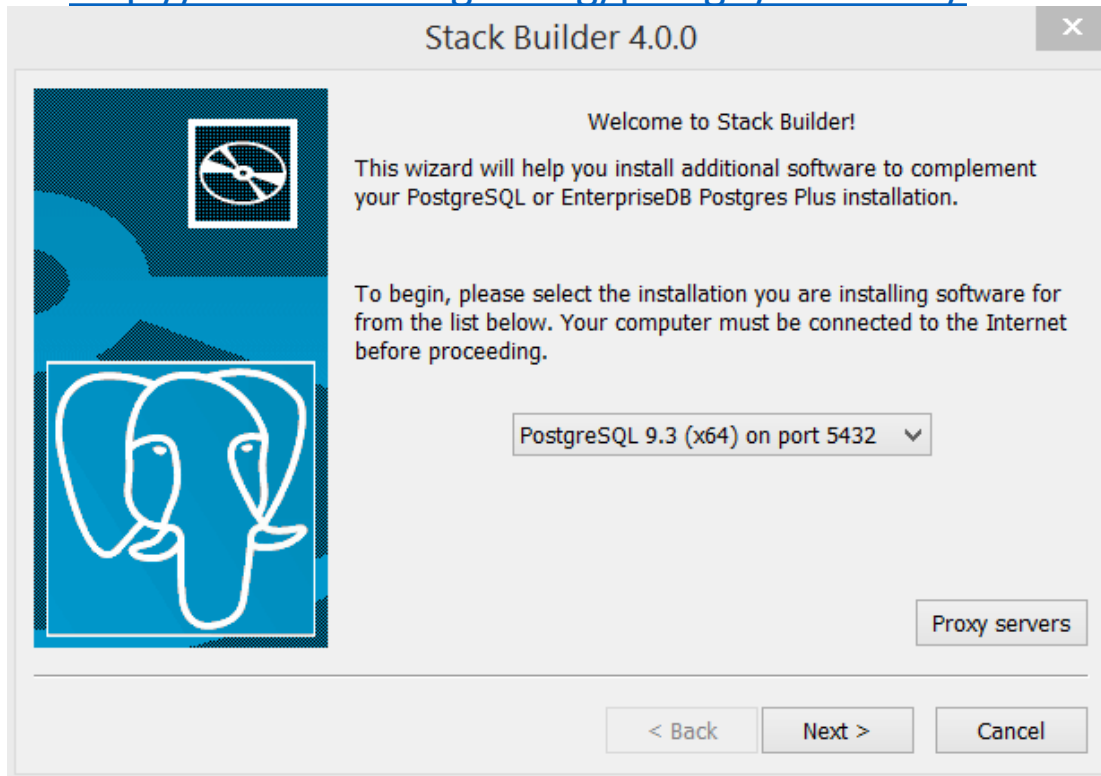 Stack Builder 4.0.0
Welcome to Stack Builder!
This wizard will help you install additional software to complement
your PostgreSQL or EnterpriseDB Postgres Plus installation.
To begin, please select the installation you are installing software for
from the list below. Your computer must be connected to the Internet
before proceeding.
PostgreSQL 9.3 (x64) on port 5432
Proxy servers
< Back
Next >
Cancel